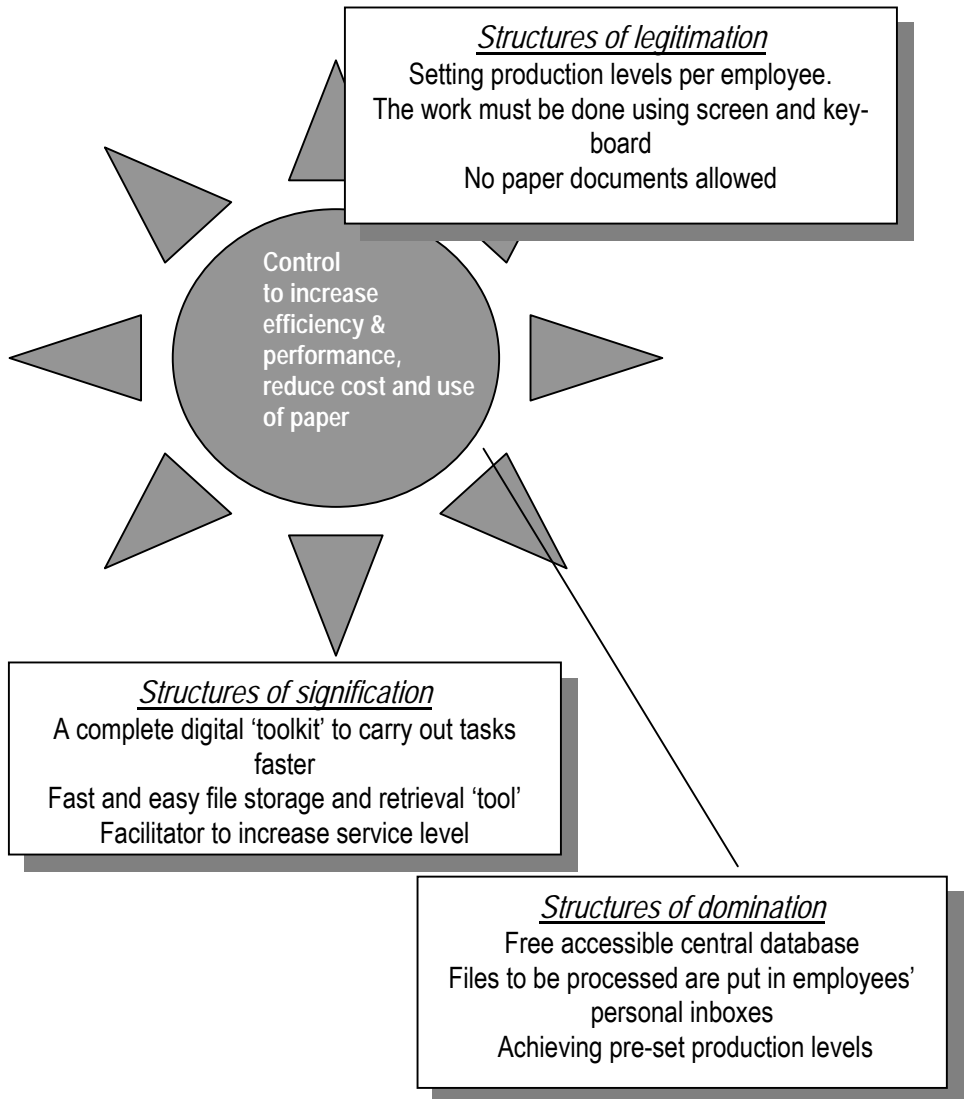 Structures of legitimation
Setting production levels per employee.
The work must be done using screen and key-
board
No paper documents allowed
Control
to increase
efficiency &
performance,
reduce cost and use
of paper
Structures of signification
A complete digital ‘toolkit’ to carry out tasks
faster
Fast and easy file storage and retrieval ‘tool’
Facilitator to increase service level
Structures of domination
Free accessible central database
Files to be processed are put in employees’
personal inboxes
Achieving pre-set production levels